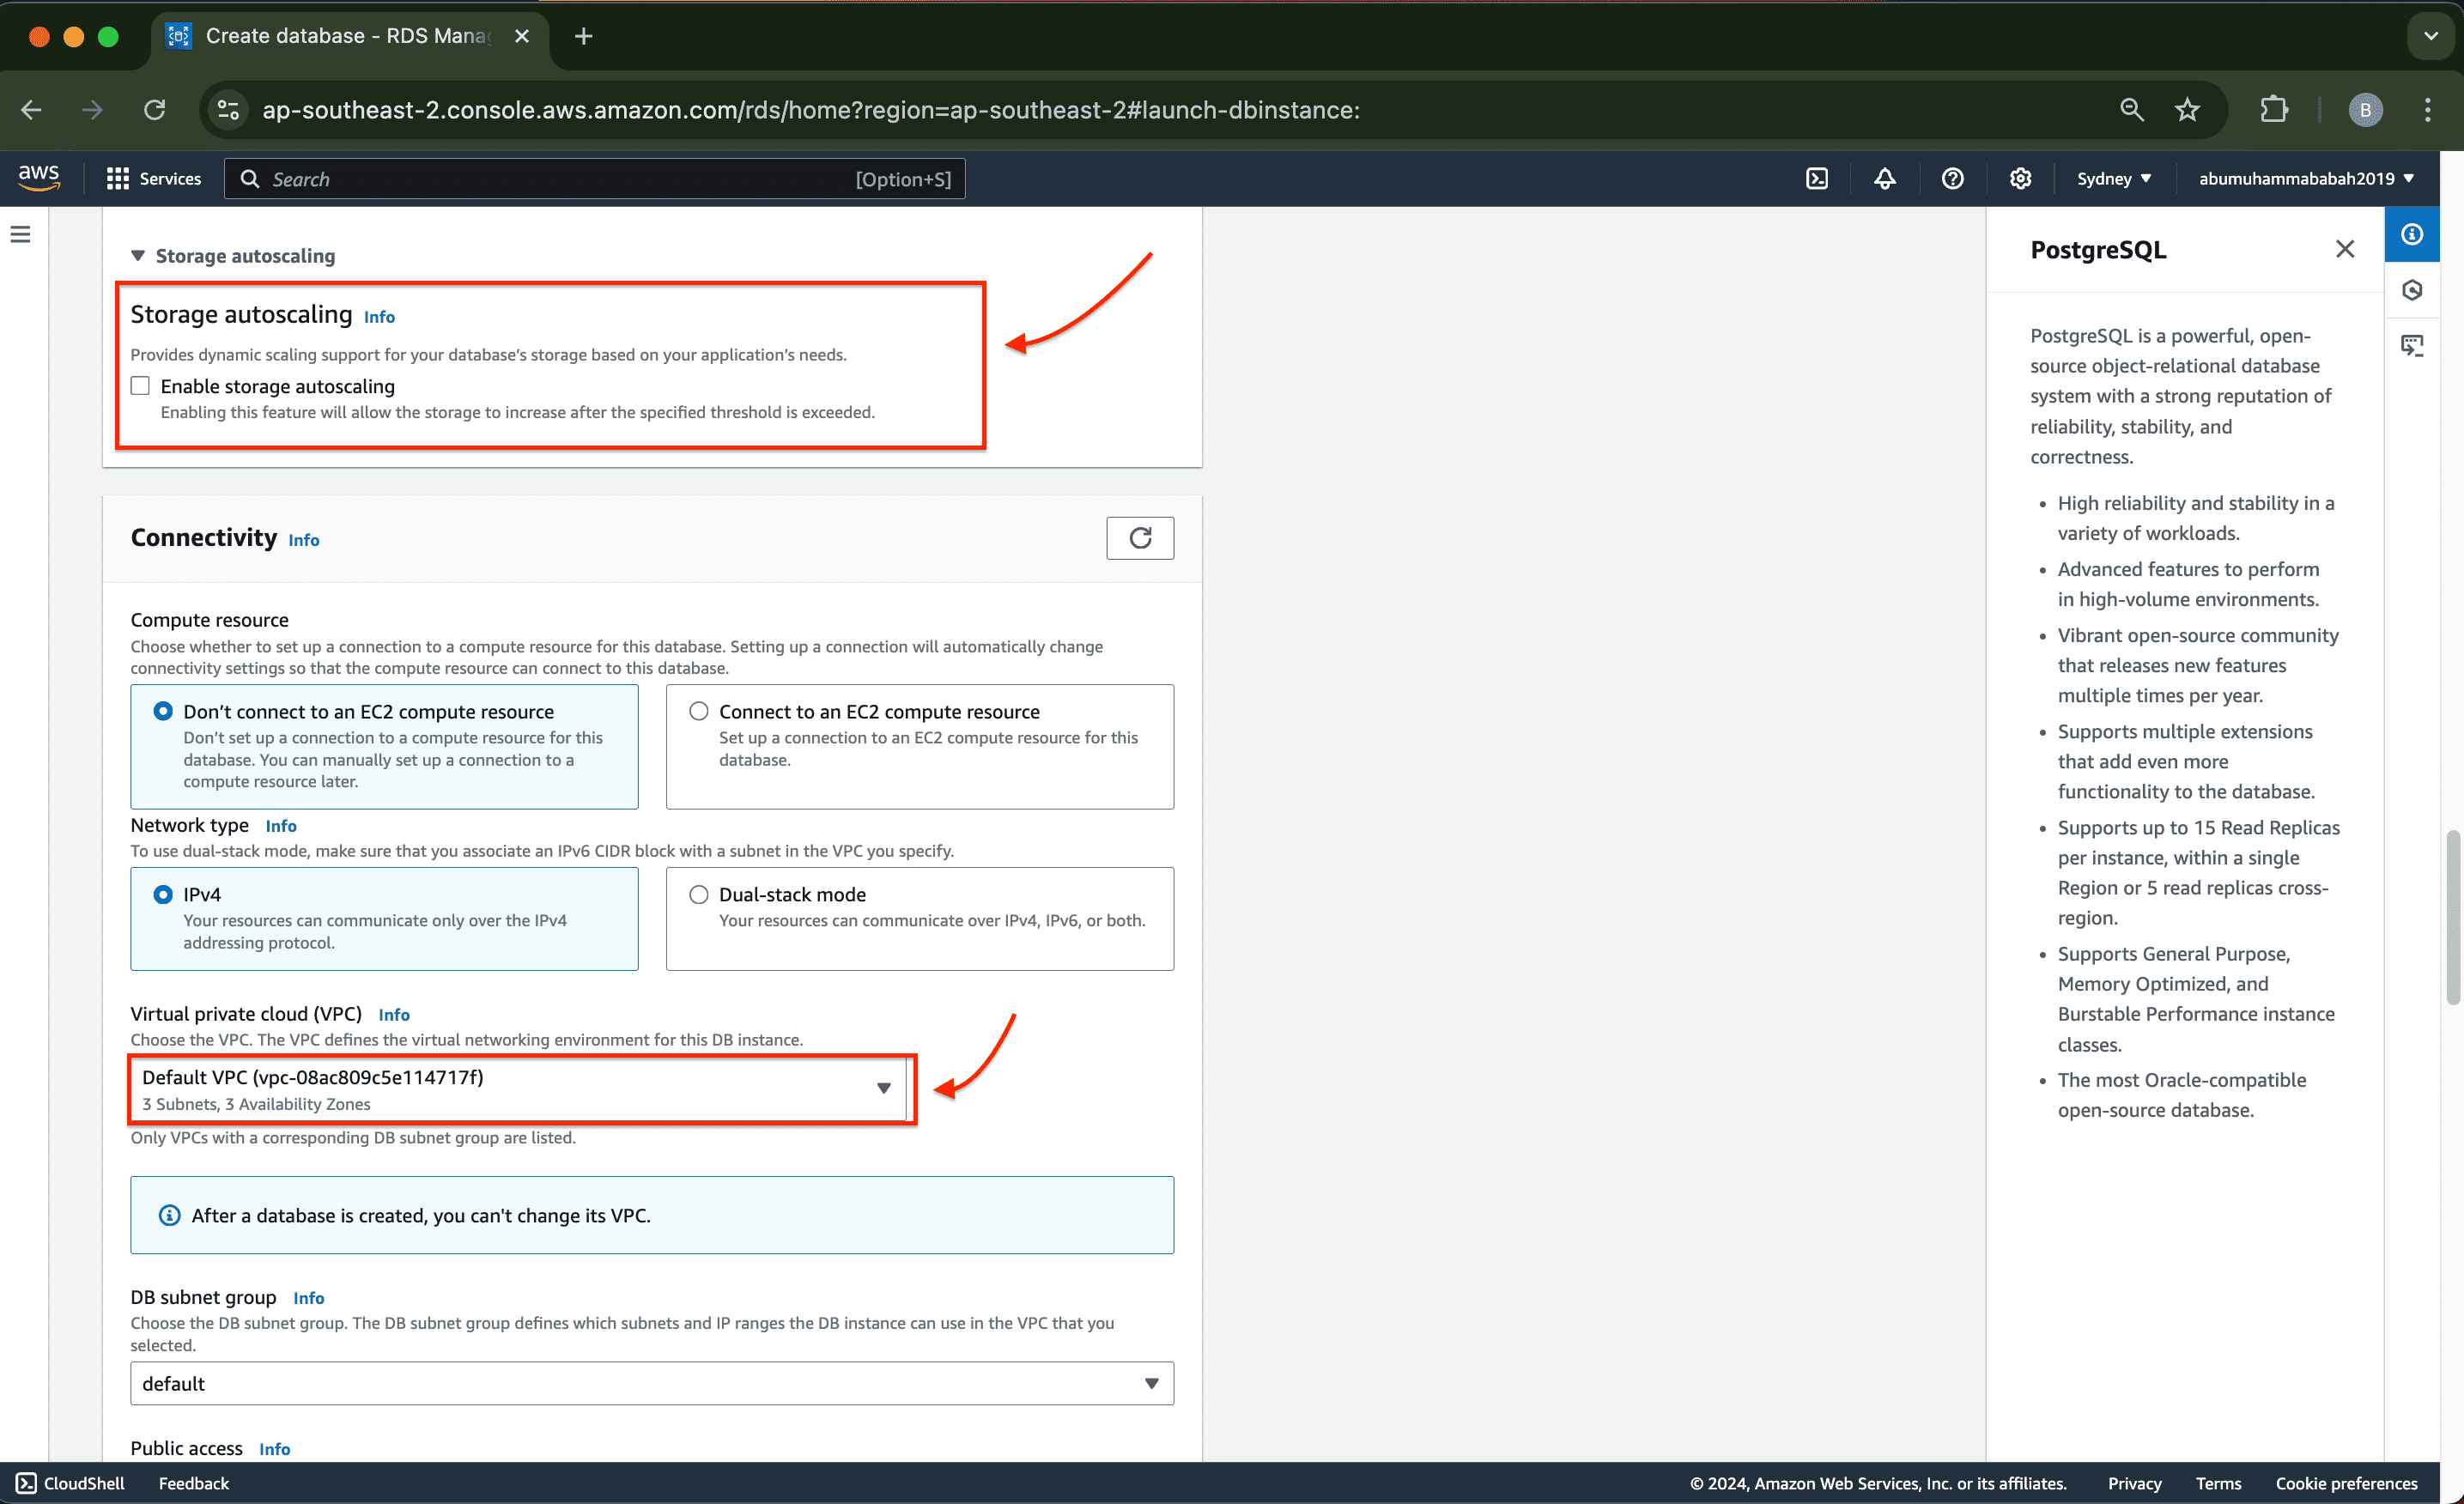 Create database - RDS Mana
ap-southeast-2.console.aws.amazon.com/rds/home?region=ap-southeast-2#launch-dbinstance:
B
aws
Services
Search
[Option+S]
Sydney
abumuhammababah2019
Storage autoscaling
Storage autoscaling Info
Provides dynamic scaling support for your database's storage based on your application's needs.
Enable storage autoscaling
Enabling this feature will allow the storage to increase after the specified threshold is exceeded.
Connectivity Info
Compute resource
Choose whether to set up a connection to a compute resource for this database. Setting up a connection will automatically change
connectivity settings so that the compute resource can connect to this database.
Don't connect to an EC2 compute resource
Don't set up a connection to a compute resource for this
database. You can manually set up a connection to a
compute resource later.
Connect to an EC2 compute resource
Set up a connection to an EC2 compute resource for this
database.
Network type Info
To use dual-stack mode, make sure that you associate an IPv6 CIDR block with a subnet in the VPC you specify.
IPv4
Your resources can communicate only over the IPv4
addressing protocol.
Dual-stack mode
Your resources can communicate over IPv4, IPv6, or both.
Virtual private cloud (VPC) Info
Choose the VPC. The VPC defines the virtual networking environment for this DB instance.
Default VPC (vpc-08ac809c5e114717f)
3 Subnets, 3 Availability Zones
Only VPCs with a corresponding DB subnet group are listed.
After a database is created, you can't change its VPC.
DB subnet group Info
Choose the DB subnet group. The DB subnet group defines which subnets and IP ranges the DB instance can use in the VPC that you
selected.
default
Public access Info
PostgreSQL
PostgreSQL is a powerful, open-
source object-relational database
system with a strong reputation of
reliability, stability, and
correctness.
• High reliability and stability in a
variety of workloads.
• Advanced features to perform
in high-volume environments.
• Vibrant open-source community
that releases new features
multiple times per year.
• Supports multiple extensions
that add even more
functionality to the database.
• Supports up to 15 Read Replicas
per instance, within a single
Region or 5 read replicas cross-
region.
• Supports General Purpose,
Memory Optimized, and
Burstable Performance instance
classes.
• The most Oracle-compatible
open-source database.
CloudShell
Feedback
© 2024, Amazon Web Services, Inc. or its affiliates.
Privacy
Terms
Cookie preferences